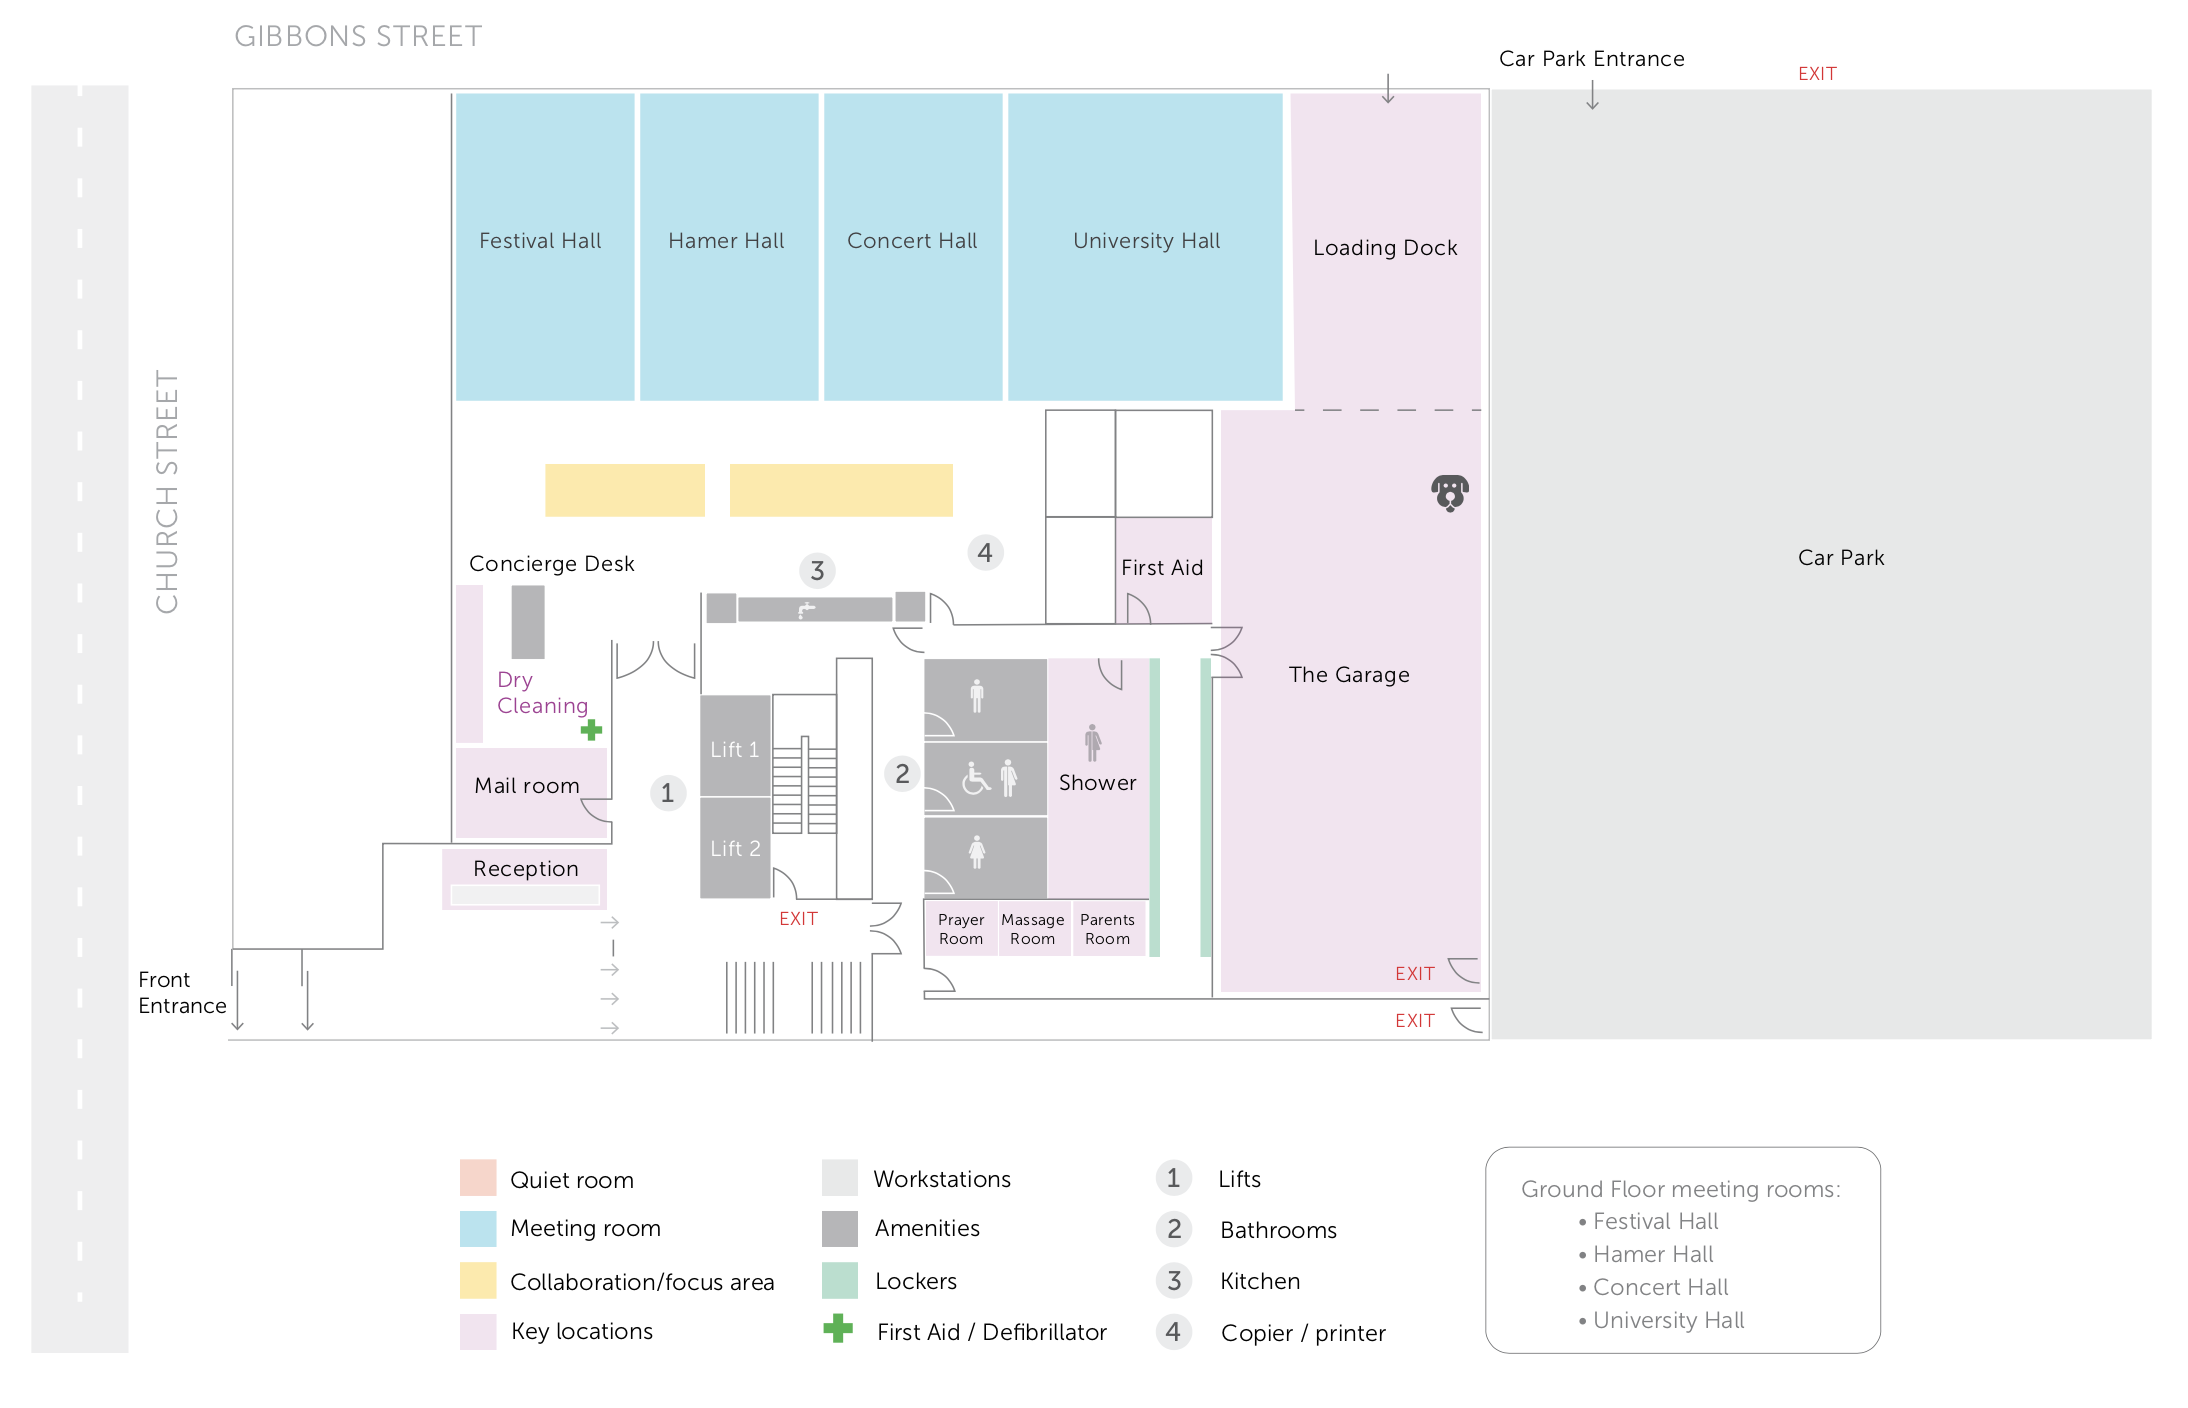 GIBBONS STREET
Car Park Entrance
EXIT
CHURCH STREET
Festival Hall
Hamer Hall
Concert Hall
University Hall
Loading Dock
Concierge Desk
3
4
First Aid
Car Park
Dry
Cleaning
The Garage
Mail room
1
Lift 1
Lift 2
2
Shower
Reception
EXIT
Prayer
Room
Massage
Room
Parents
Room
Front
Entrance
EXIT
EXIT
Quiet room
Meeting room
Collaboration/focus area
Key locations
Workstations
Amenities
Lockers
First Aid / Defibrillator
1 Lifts
2 Bathrooms
3 Kitchen
4 Copier / printer
Ground Floor meeting rooms:
• Festival Hall
• Hamer Hall
• Concert Hall
• University Hall